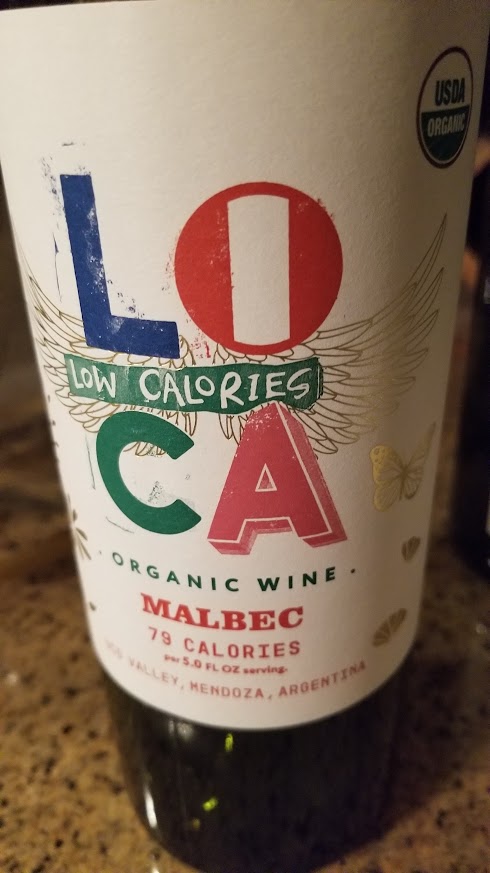 USDA
ORGANIC
LO
LOW CALORIES
CA
· ORGANIC WINE ·
MALBEC
79 CALORIES
per 5.0 FL OZ serving.
VALLEY, MENDOZA, ARGENTINA